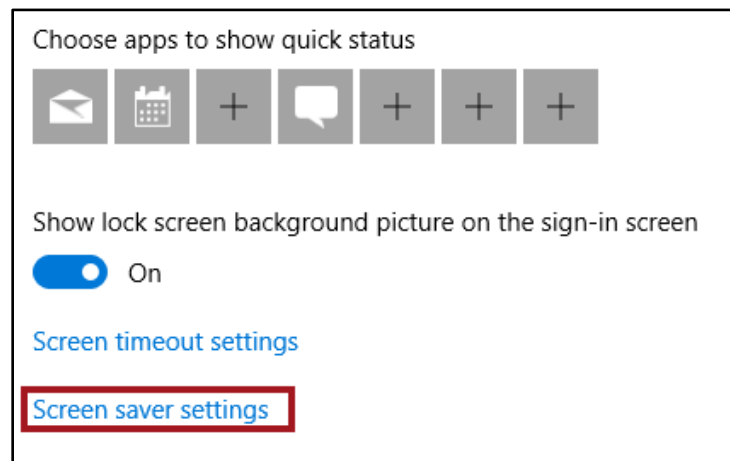 Choose apps to show quick status
Show lock screen background picture on the sign-in screen
On
Screen timeout settings
Screen saver settings